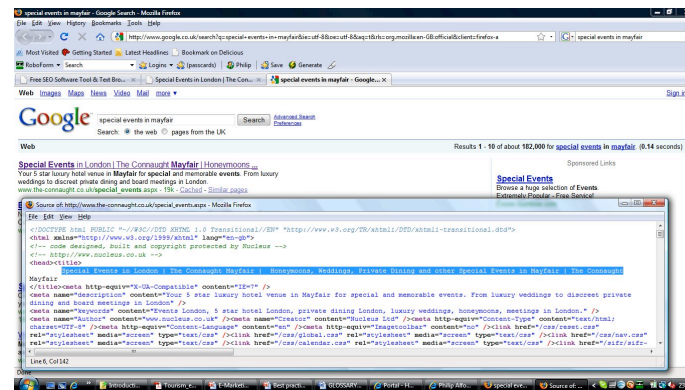 special events in mayfair - Google Search - Mozilla Firefox
File Edit View History Bookmarks Tools Help
http://www.google.co.uk/search?q=special+events+in+mayfair&ie=utf-8&oe=utf-8&aq=t&rls=org.mozilla:en-GB:official&client=firefox-a
special events in mayfair
Most Visited Getting Started Latest Headlines Bookmark on Delicious
RoboForm Search Logins (passcards) Philip Save Generate
Free SEO Software Tool & Text Bro... Special Events in London | The Con... special events in mayfair - Google...
Web Images Maps News Video Mail more Sign in
Google special events in mayfair Search Advanced Search
Preferences
Search: the web pages from the UK
Web Results 1 - 10 of about 182,000 for special events in mayfair. (0.14 seconds)
Special Events in London | The Connaught Mayfair | Honeymoons ...
Your 5 star luxury hotel venue in Mayfair for special and memorable events. From luxury
weddings to discreet private dining and board meetings in London.
www.the-connaught.co.uk/special_events.aspx - 19k - Cached - Similar pages
Sponsored Links
Special Events
Browse a huge selection of Events.
Extremely Popular - Free Service!
Source of: http://www.the-connaught.co.uk/special_events.aspx - Mozilla Firefox
File Edit View Help
<!DOCTYPE html PUBLIC "-//W3C//DTD XHTML 1.0 Transitional//EN" "http://www.w3.org/TR/xhtml1/DTD/xhtml1-transitional.dtd">
<html xmlns="http://www.w3.org/1999/xhtml" lang="en-gb">
<!-- code designed, built and copyright protected by Nucleus -->
<!-- http://www.nucleus.co.uk -->
<head><title>
Special Events in London | The Connaught Mayfair | Honeymoons, Weddings, Private Dining and other Special Events in Mayfair | The Connaught
Mayfair
</title><meta http-equiv="X-UA-Compatible" content="IE=7" />
<meta name="description" content="Your 5 star luxury hotel venue in Mayfair for special and memorable events. From luxury weddings to discreet private
dining and board meetings in London" />
<meta name="keywords" content="Events London, 5 star hotel London, private dining London, luxury weddings, honeymoons, meetings in London." />
<meta name="Author" content="www.nucleus.co.uk" /><meta name="Creator" content="Nucleus Ltd" /><meta http-equiv="Content-Type" content="text/html;
charset=UTF-8" /><meta http-equiv="Content-Language" content="en" /><meta http-equiv="Imagetoolbar" content="no" /><link href="/css/reset.css"
rel="stylesheet" media="screen" type="text/css" /><link href="/css/global.css" rel="stylesheet" media="screen" type="text/css" /><link href="/css/nav.css"
rel="stylesheet" media="screen" type="text/css" /><link href="/css/calendar.css" rel="stylesheet" media="screen" type="text/css" /><link href="/sifr/sifr-
Line 6, Col 142
Done
Introducti... Tourism_e... E-Marketi... Best practi... GLOSSARY... Portal - H... Philip Alfo... special eve... Source of: ...